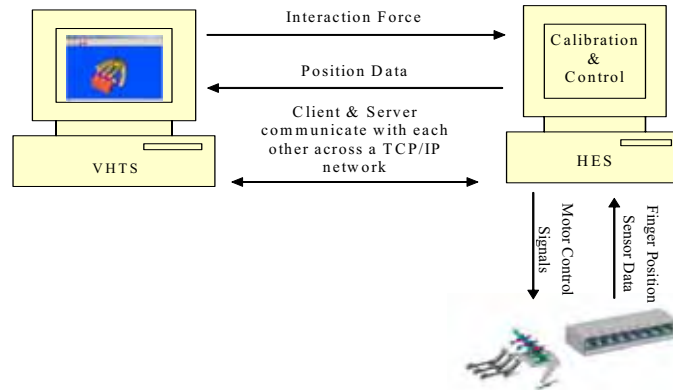 Interaction Force
Position Data
Client & Server
communicate with each
other across a TCP/IP
network
VHTS
Calibration
&
Control
HES
Motor Control
Signals
Finger Position
Sensor Data